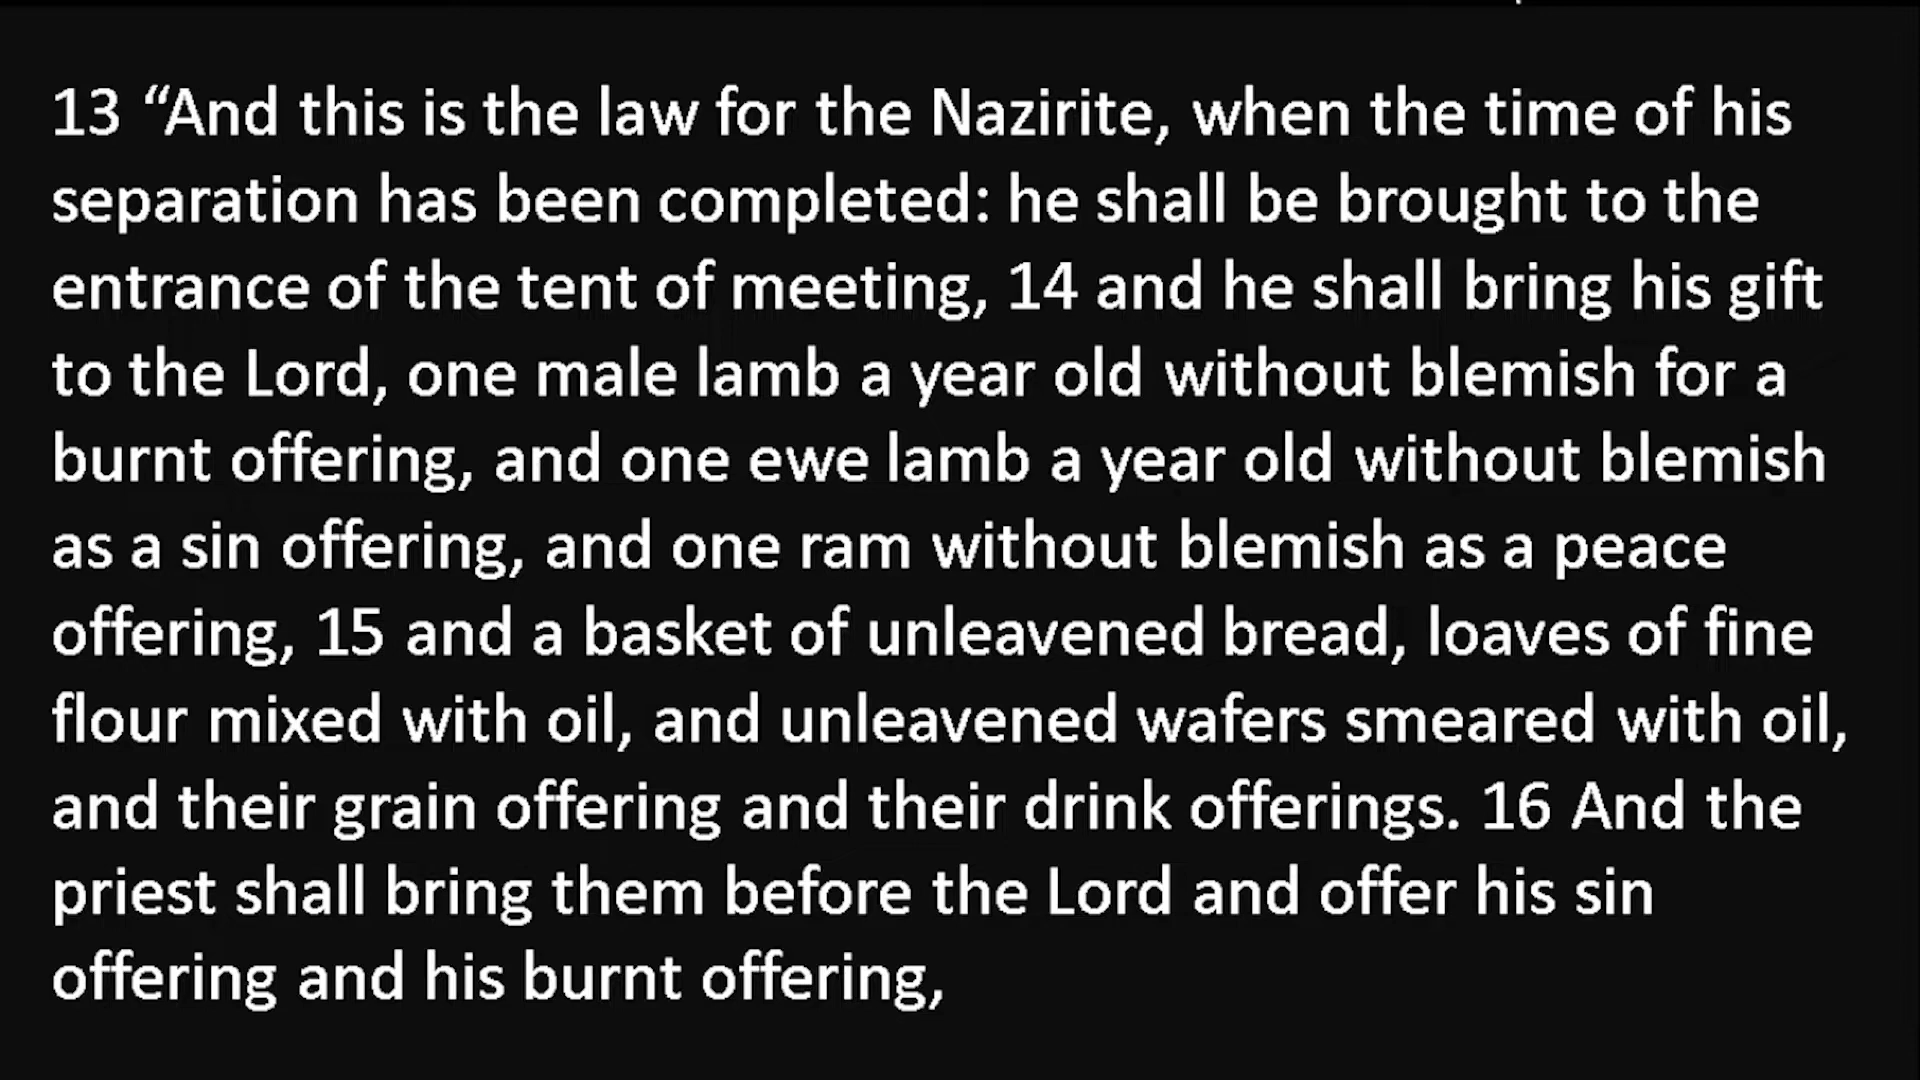 13 “And this is the law for the Nazirite, when the time of his
separation has been completed: he shall be brought to the
entrance of the tent of meeting, 14 and he shall bring his gift
to the Lord, one male lamb a year old without blemish for a
burnt offering, and one ewe lamb a year old without blemish
as a sin offering, and one ram without blemish as a peace
offering, 15 and a basket of unleavened bread, loaves of fine
flour mixed with oil, and unleavened wafers smeared with oil,
and their grain offering and their drink offerings. 16 And the
priest shall bring them before the Lord and offer his sin
offering and his burnt offering,